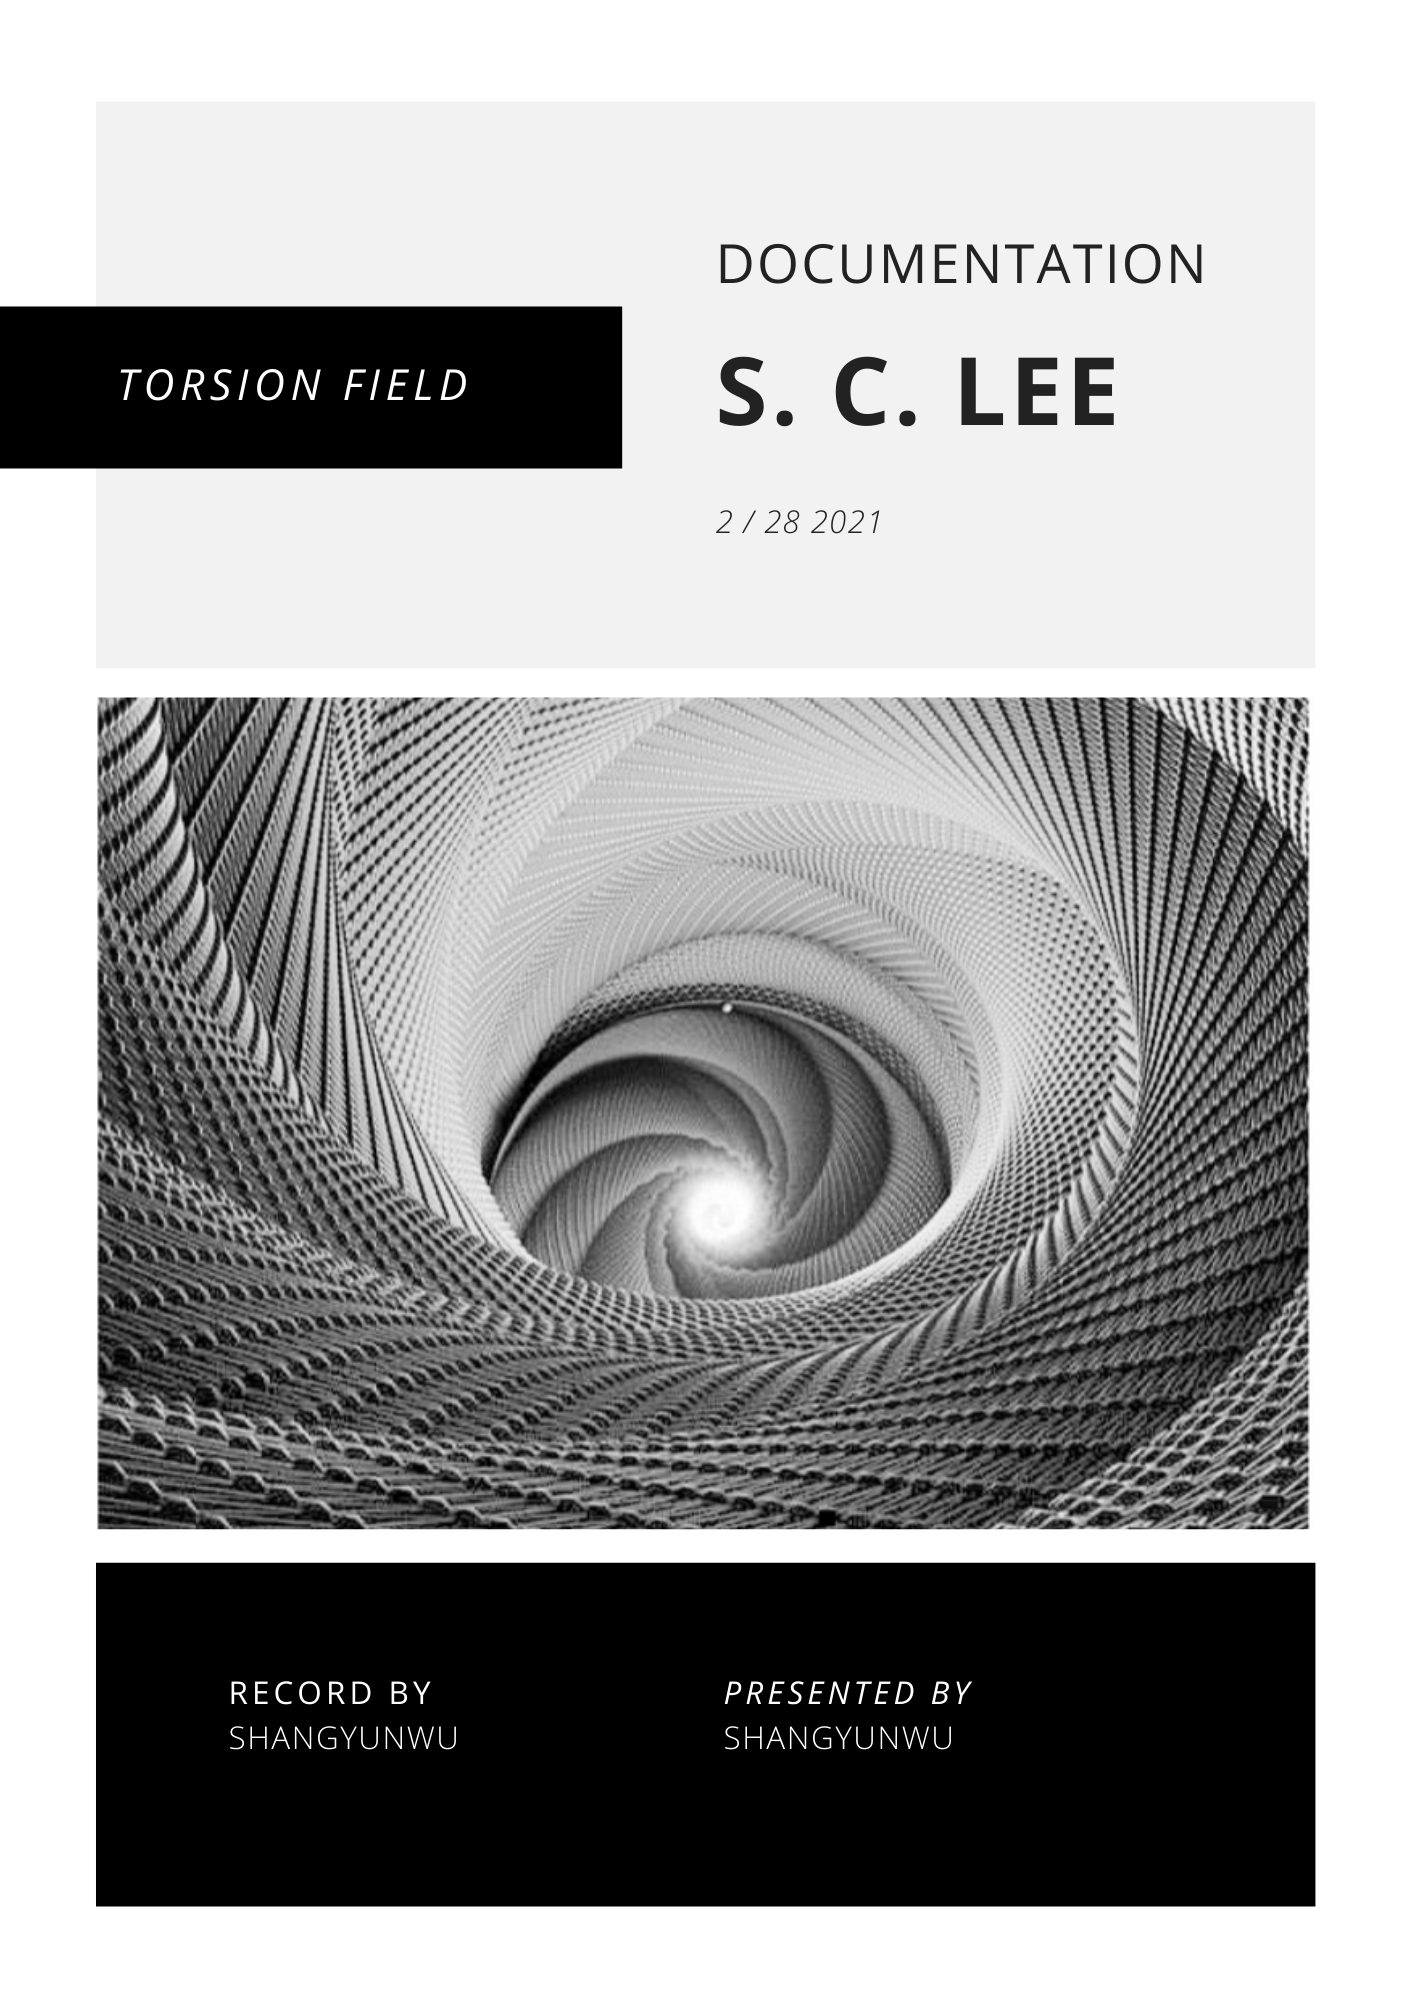 DOCUMENTATION
TORSION FIELD
S. C. LEE
2 / 28 2021
RECORD BY
SHANGYUNWU
PRESENTED BY
SHANGYUNWU